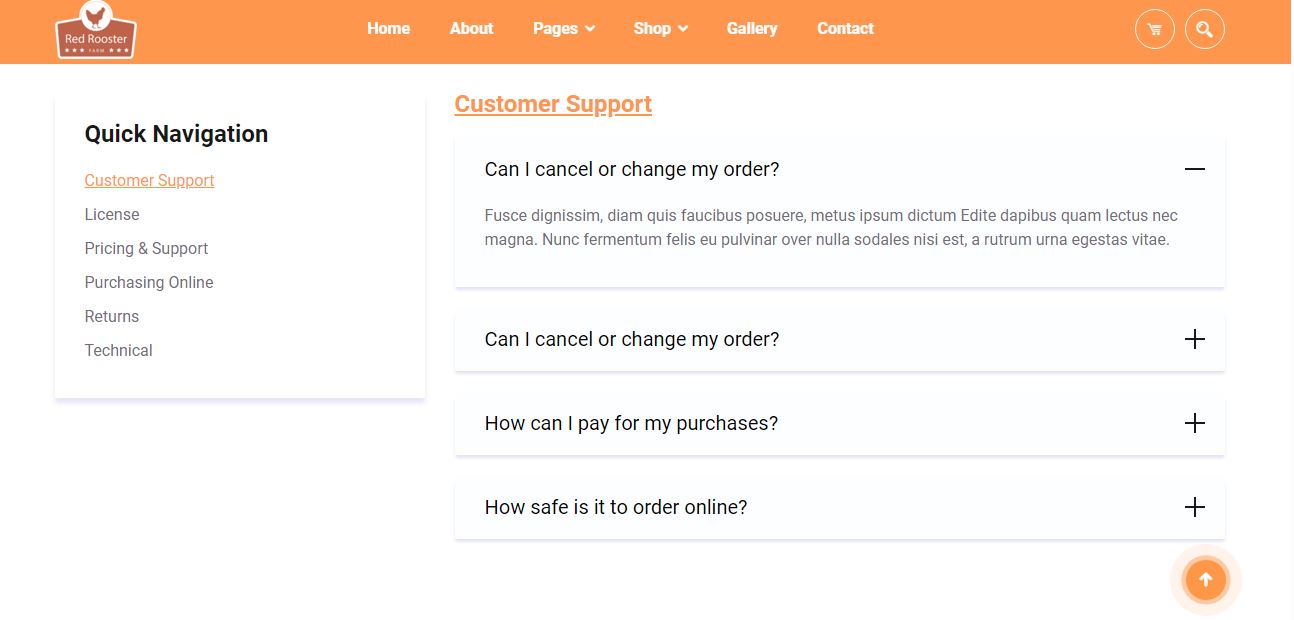 Red Rooster
FARM
Home About Pages Shop Gallery Contact
Quick Navigation
Customer Support
License
Pricing & Support
Purchasing Online
Returns
Technical
Customer Support
Can I cancel or change my order?
Fusce dignissim, diam quis faucibus posuere, metus ipsum dictum Edite dapibus quam lectus nec
magna. Nunc fermentum felis eu pulvinar over nulla sodales nisi est, a rutrum urna egestas vitae.
Can I cancel or change my order?
How can I pay for my purchases?
How safe is it to order online?